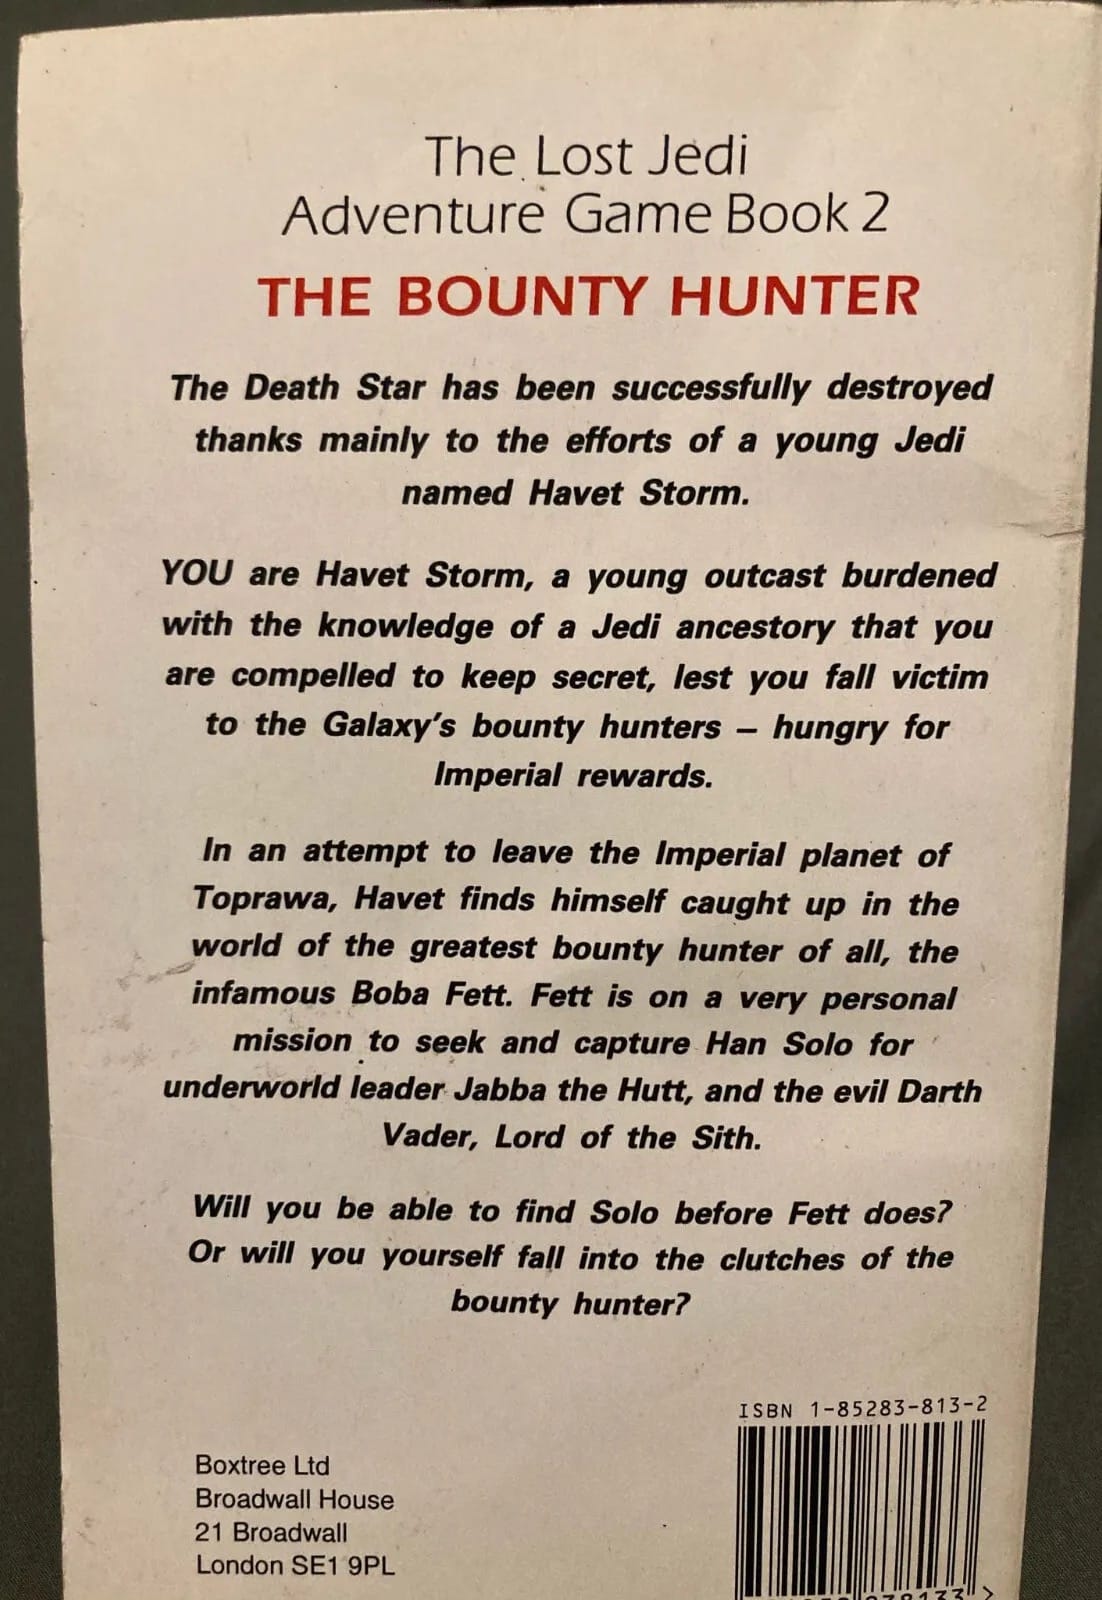 The Lost Jedi
Adventure Game Book 2
THE BOUNTY HUNTER
The Death Star has been successfully destroyed
thanks mainly to the efforts of a young Jedi
named Havet Storm.
YOU are Havet Storm, a young outcast burdened
with the knowledge of a Jedi ancestory that you
are compelled to keep secret, lest you fall victim
to the Galaxy's bounty hunters – hungry for
Imperial rewards.
In an attempt to leave the Imperial planet of
Toprawa, Havet finds himself caught up in the
world of the greatest bounty hunter of all, the
infamous Boba Fett. Fett is on a very personal
mission to seek and capture Han Solo for
underworld leader Jabba the Hutt, and the evil Darth
Vader, Lord of the Sith.
Will you be able to find Solo before Fett does?
Or will you yourself fall into the clutches of the
bounty hunter?
ISBN 1-85283-813-2
Boxtree Ltd
Broadwall House
21 Broadwall
London SE1 9PL